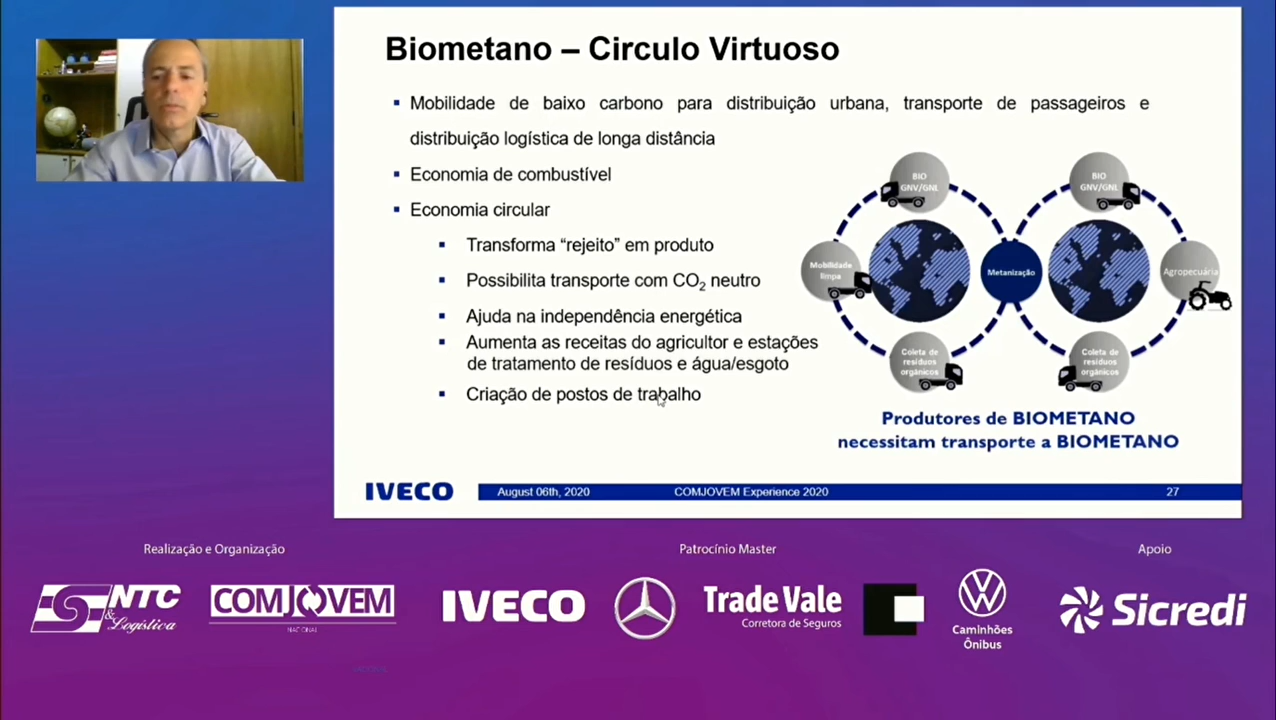 Biometano – Circulo Virtuoso
Mobilidade de baixo carbono para distribuição urbana, transporte de passageiros e
distribuição logística de longa distância
Economia de combustível
Economia circular
Transforma “rejeito” em produto
Possibilita transporte com CO₂ neutro
Ajuda na independência energética
Aumenta as receitas do agricultor e estações
de tratamento de resíduos e água/esgoto
Criação de postos de trabalho
BIO
GNV/GNL
BIO
GNV/GNL
Mobilidade
limpa
Metanização
Agropecuária
Coleta de
resíduos
orgânicos
Coleta de
resíduos
orgânicos
Produtores de BIOMETANO
necessitam transporte a BIOMETANO
IVECO
August 06th, 2020
COMJOVEM Experience 2020
27
Realização e Organização
Patrocínio Master
Apoio
NTC
&Logística
COMJOVEM
NACIONAL
IVECO
TradeVale
Corretora de Seguros
Caminhões
Ônibus
Sicredi